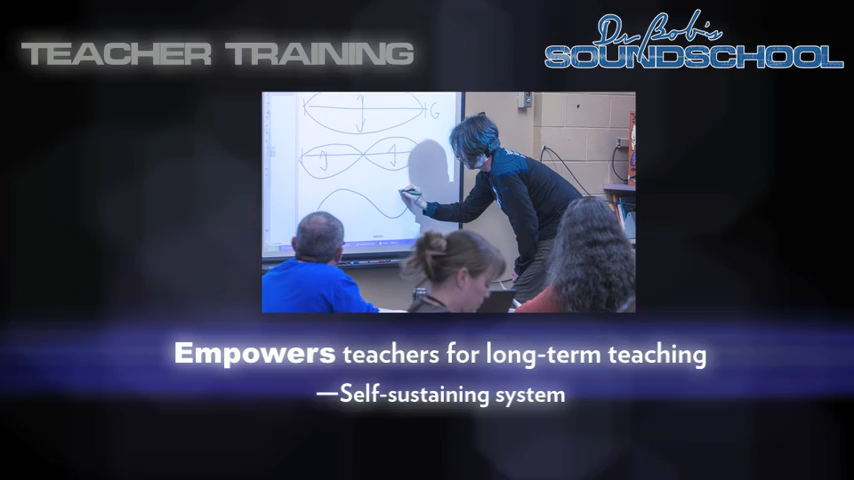 TEACHER TRAINING
Dr Bob's
SOUNDSCHOOL
G
Empowers teachers for long-term teaching
—Self-sustaining system